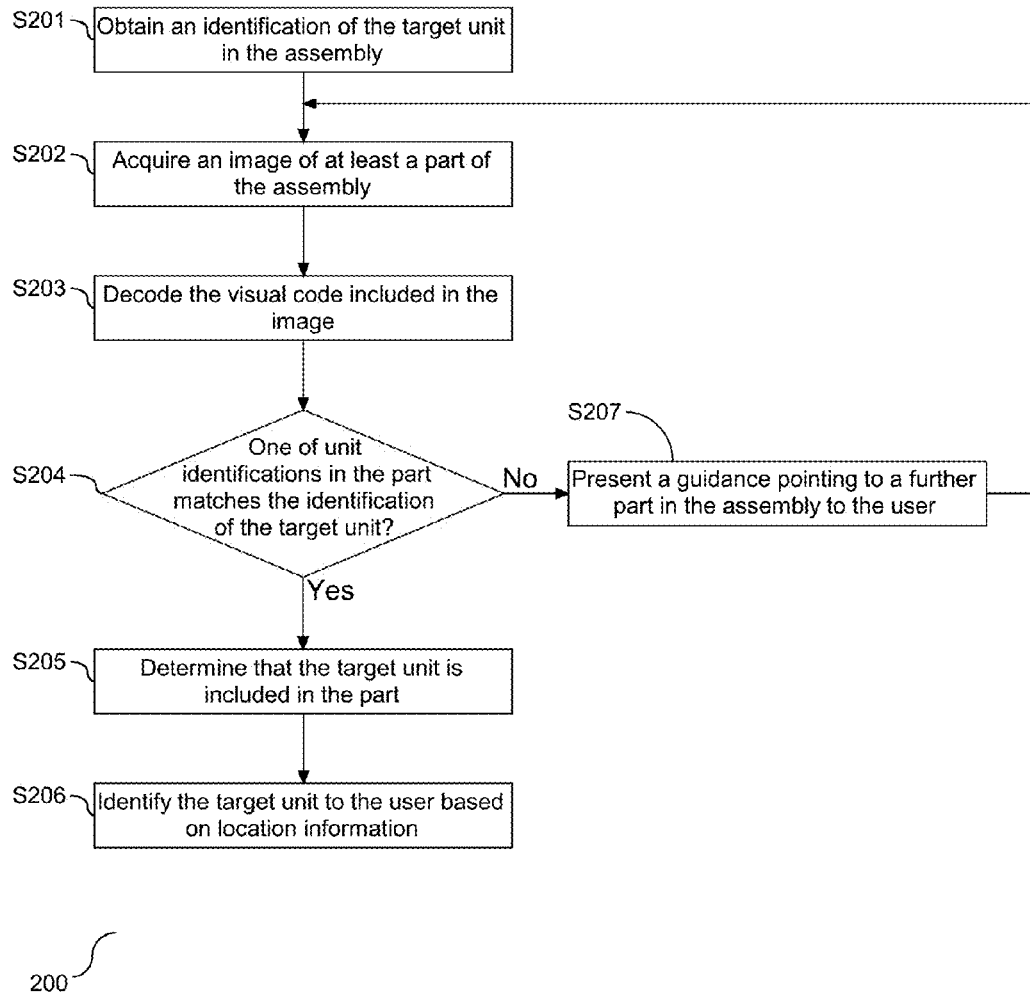 S201
Obtain an identification of the target unit
in the assembly
S202
Acquire an image of at least a part of
the assembly
S203
Decode the visual code included in the
image
S204
One of unit
identifications in the part
matches the identification
of the target unit?
No
S207
Present a guidance pointing to a further
part in the assembly to the user
Yes
S205
Determine that the target unit is
included in the part
S206
Identify the target unit to the user based
on location information
200